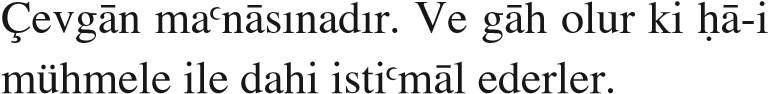 Çevgān maʿnāsınadır. Ve gāh olur ki ḥā-i
mühmele ile dahi istiʿmāl ederler.